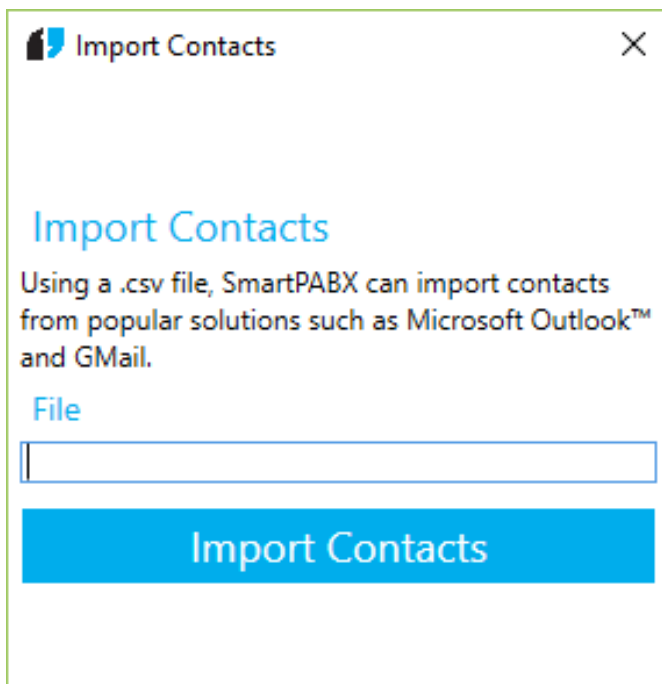 Import Contacts
Import Contacts
Using a .csv file, SmartPABX can import contacts
from popular solutions such as Microsoft Outlook™
and GMail.
File
Import Contacts